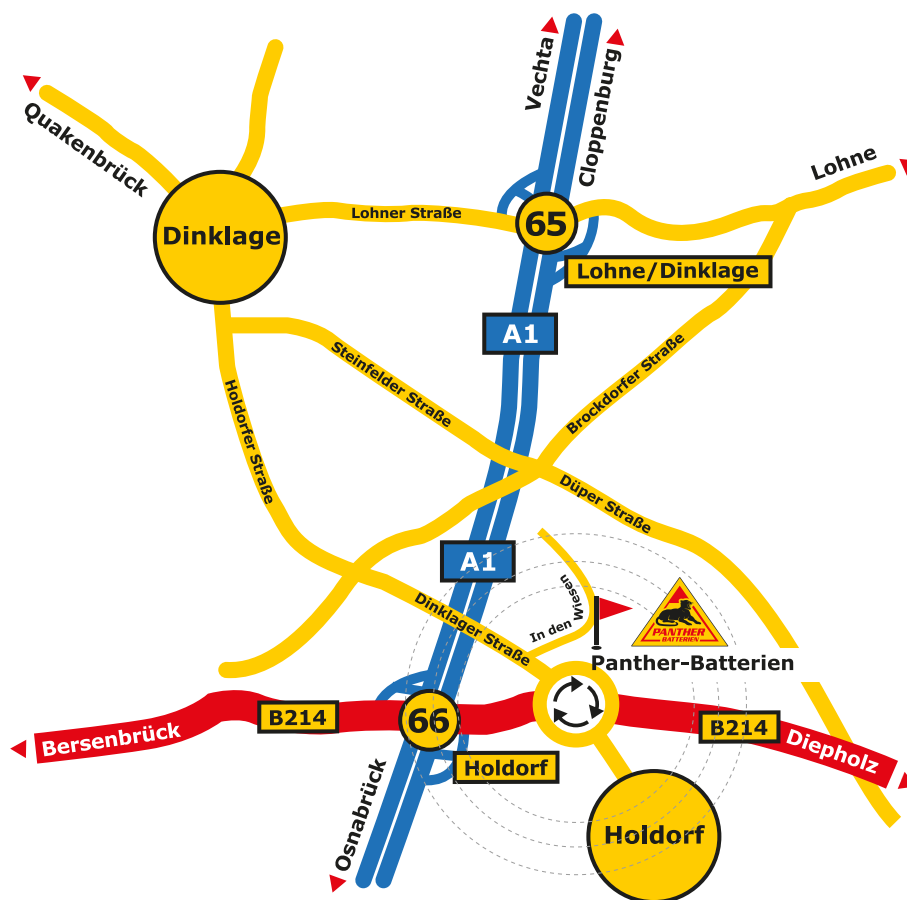 Vechta
Cloppenburg
Quakenbrück
Lohne
Dinklage
Lohner Straße
65
Lohne/Dinklage
A1
Steinfelder Straße
Brockdorfer Straße
Holdorfer Straße
Düper Straße
A1
In den
Wiesen
Dinklager Straße
PANTHER
BATTERIEN
Panther-Batterien
Bersenbrück
B214
66
B214
Diepholz
Holdorf
Osnabrück
Holdorf